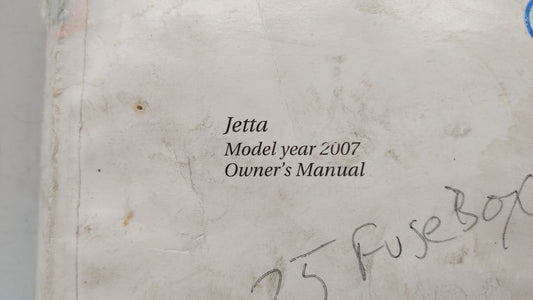 Jetta
Model year 2007
Owner's Manual
25 FuseBox